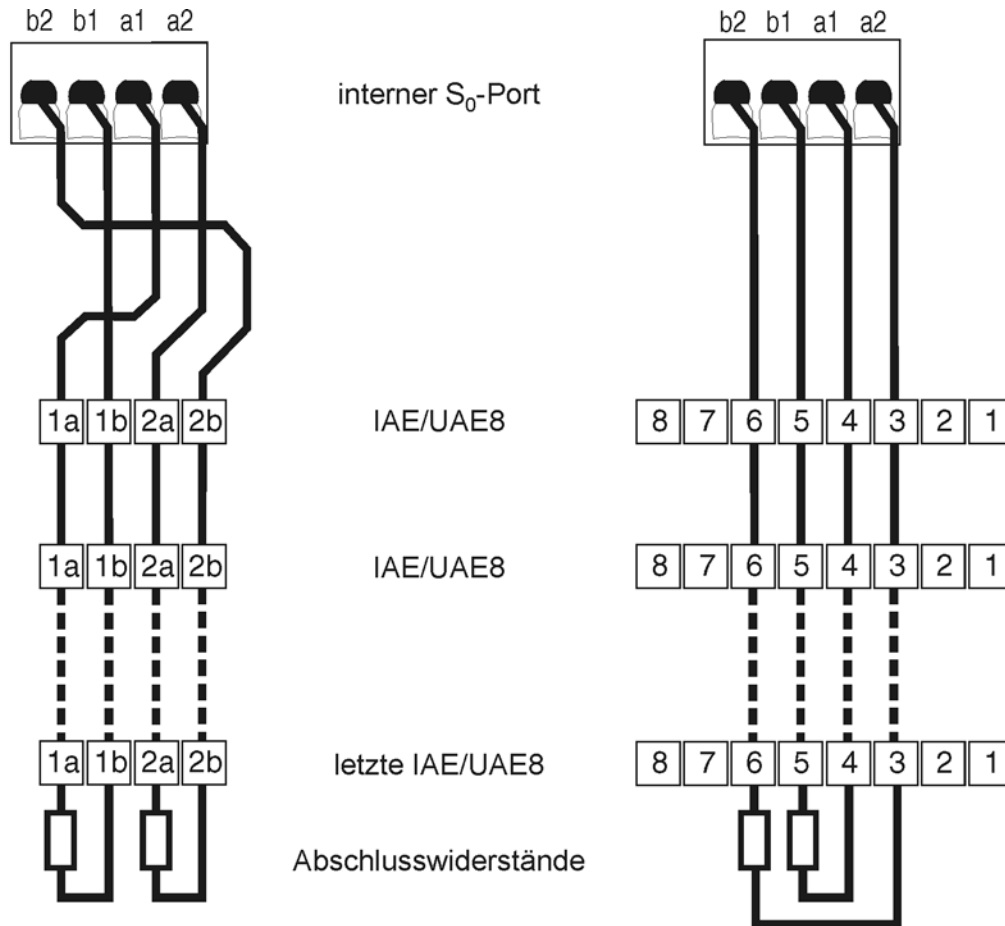 b2 b1 a1 a2
b2 b1 a1 a2
interner S₀-Port
1a 1b 2a 2b
IAE/UAE8
8 7 6 5 4 3 2 1
1a 1b 2a 2b
IAE/UAE8
8 7 6 5 4 3 2 1
1a 1b 2a 2b
letzte IAE/UAE8
8 7 6 5 4 3 2 1
Abschlusswiderstände